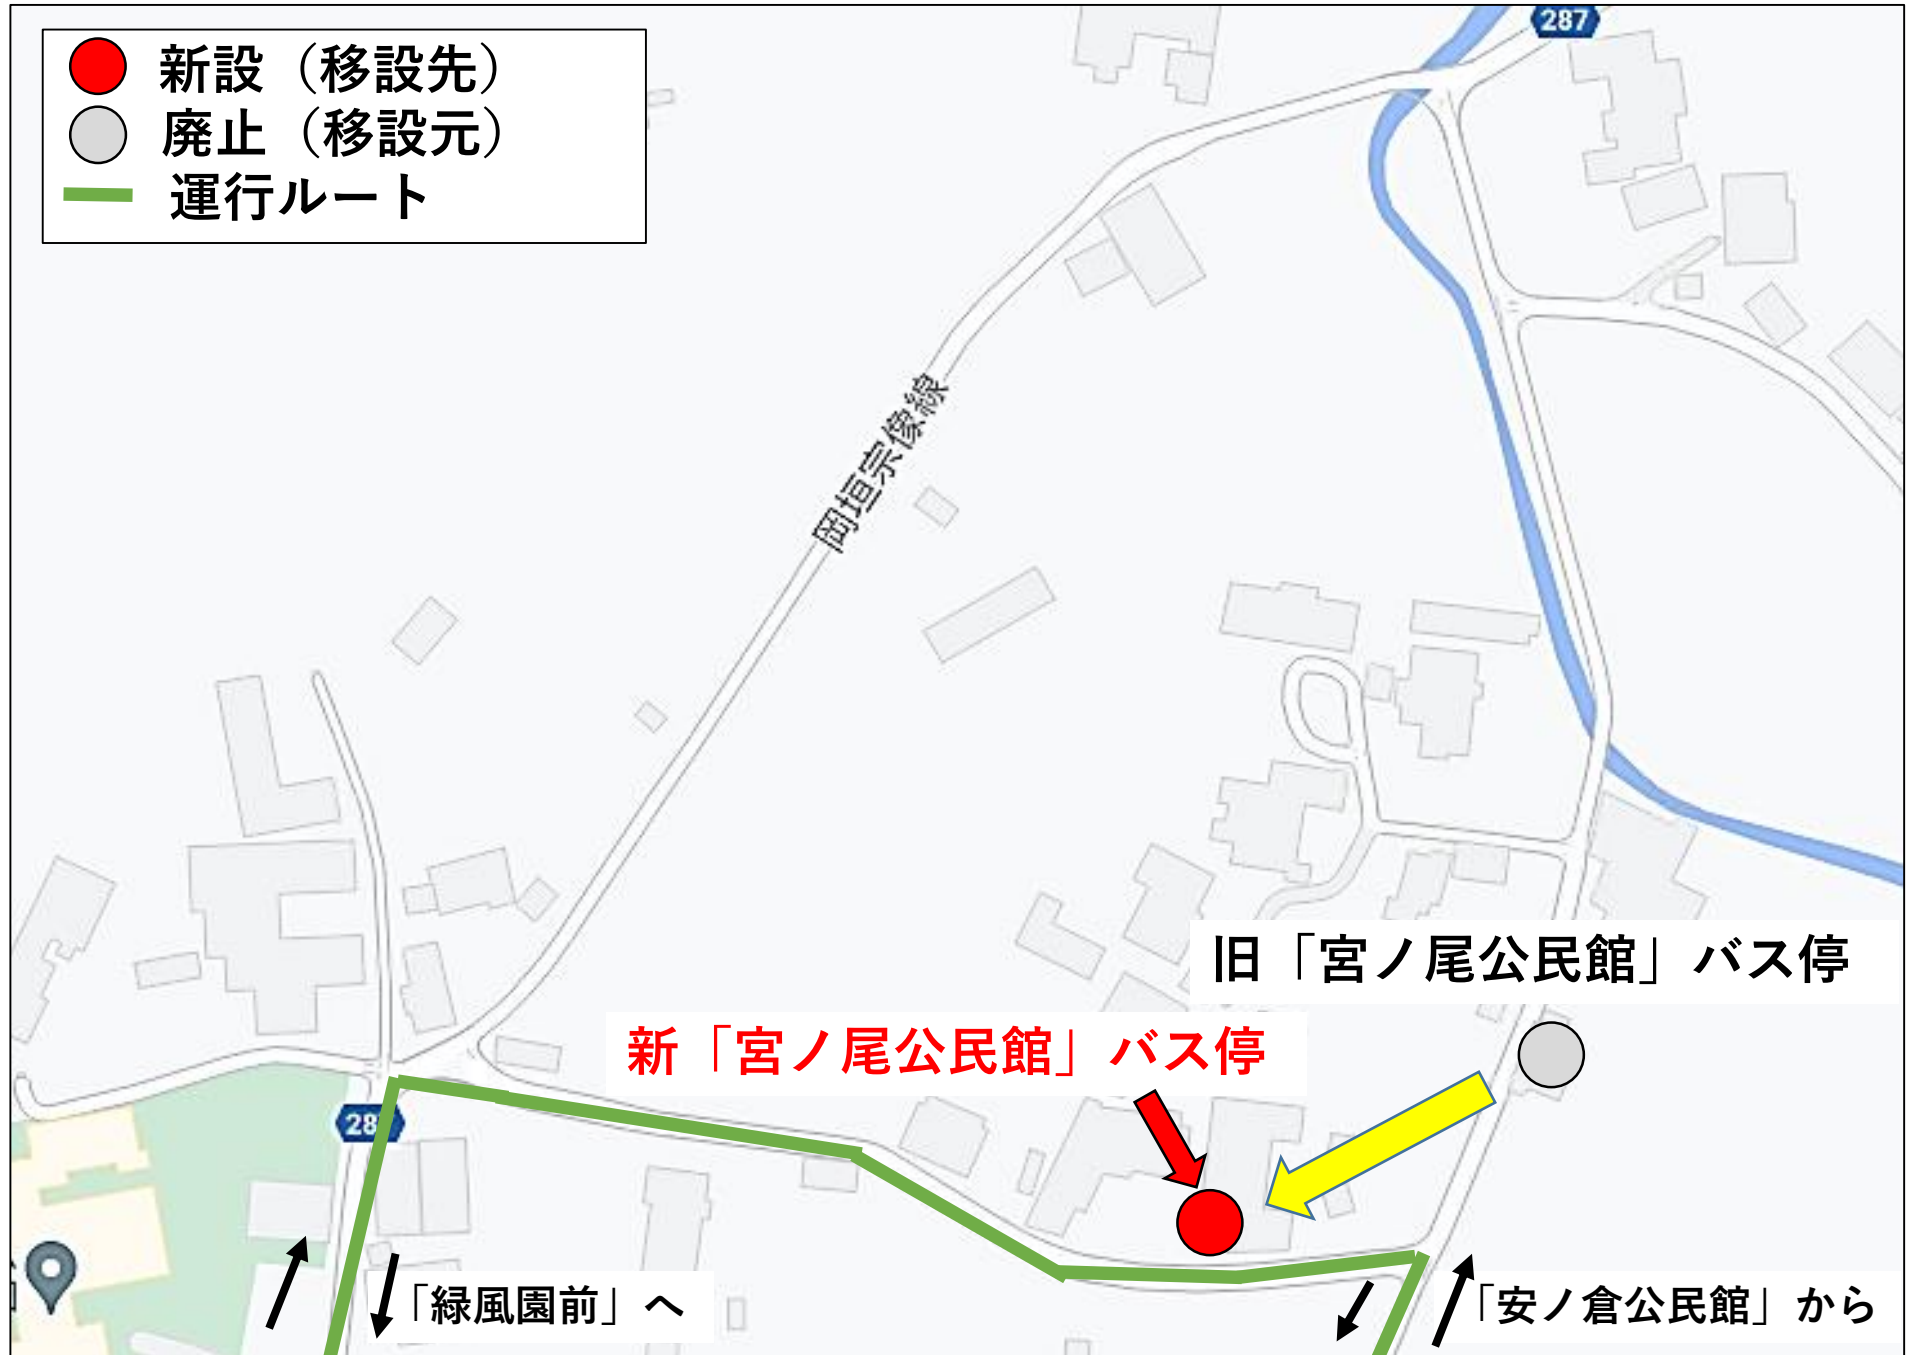 新設（移設先）
廃止（移設元）
運行ルート
287
岡垣宗像線
旧「宮ノ尾公民館」バス停
新「宮ノ尾公民館」バス停
28
「緑風園前」へ
「安ノ倉公民館」から